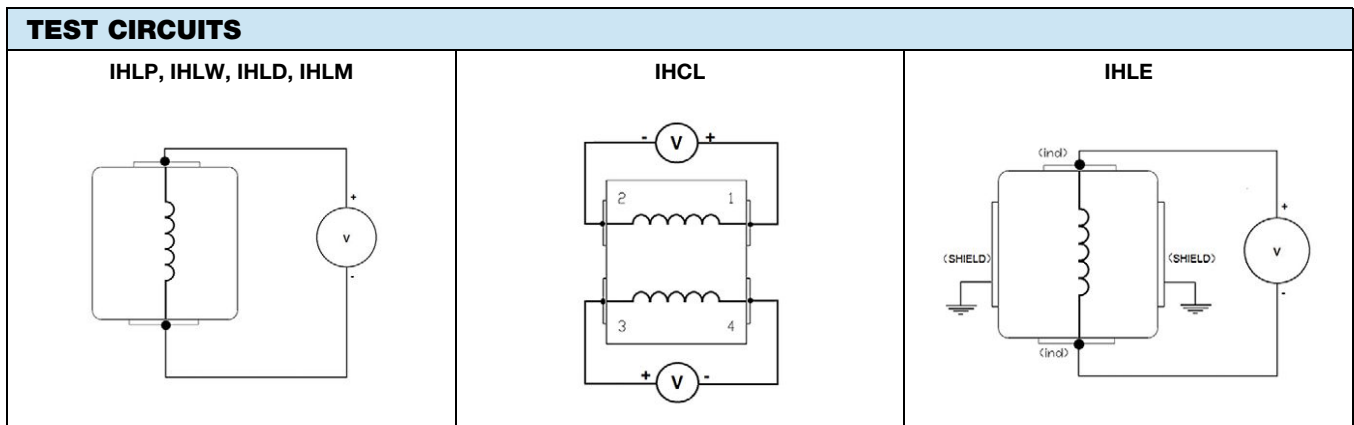 TEST CIRCUITS
IHLP, IHLW, IHLD, IHLM
+
V
-
IHCL
- V +
2 1
3 4
+ V -
IHLE
(ind)
+
(SHIELD) (SHIELD) V
-
(ind)